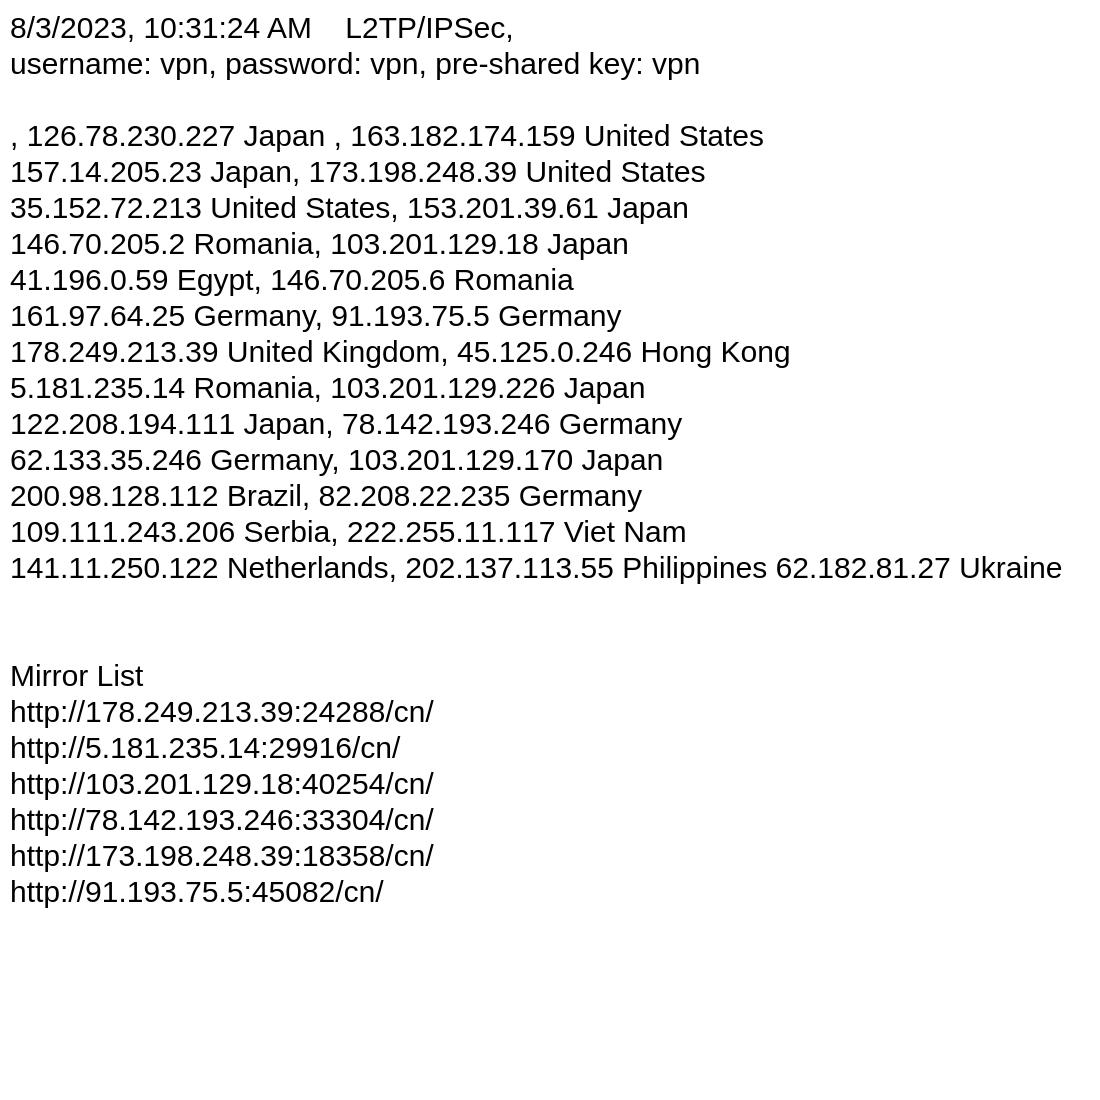 8/3/2023, 10:31:24 AM    L2TP/IPSec,
username: vpn, password: vpn, pre-shared key: vpn
, 126.78.230.227 Japan , 163.182.174.159 United States
157.14.205.23 Japan, 173.198.248.39 United States
35.152.72.213 United States, 153.201.39.61 Japan
146.70.205.2 Romania, 103.201.129.18 Japan
41.196.0.59 Egypt, 146.70.205.6 Romania
161.97.64.25 Germany, 91.193.75.5 Germany
178.249.213.39 United Kingdom, 45.125.0.246 Hong Kong
5.181.235.14 Romania, 103.201.129.226 Japan
122.208.194.111 Japan, 78.142.193.246 Germany
62.133.35.246 Germany, 103.201.129.170 Japan
200.98.128.112 Brazil, 82.208.22.235 Germany
109.111.243.206 Serbia, 222.255.11.117 Viet Nam
141.11.250.122 Netherlands, 202.137.113.55 Philippines 62.182.81.27 Ukraine
Mirror List
http://178.249.213.39:24288/cn/
http://5.181.235.14:29916/cn/
http://103.201.129.18:40254/cn/
http://78.142.193.246:33304/cn/
http://173.198.248.39:18358/cn/
http://91.193.75.5:45082/cn/